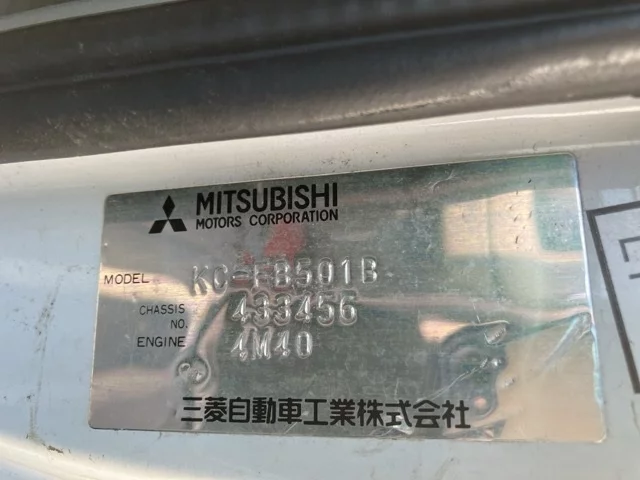 MITSUBISHI
MOTORS CORPORATION
MODEL KC-FB501B
CHASSIS NO. 433456
ENGINE 4M40
三菱自動車工業株式会社